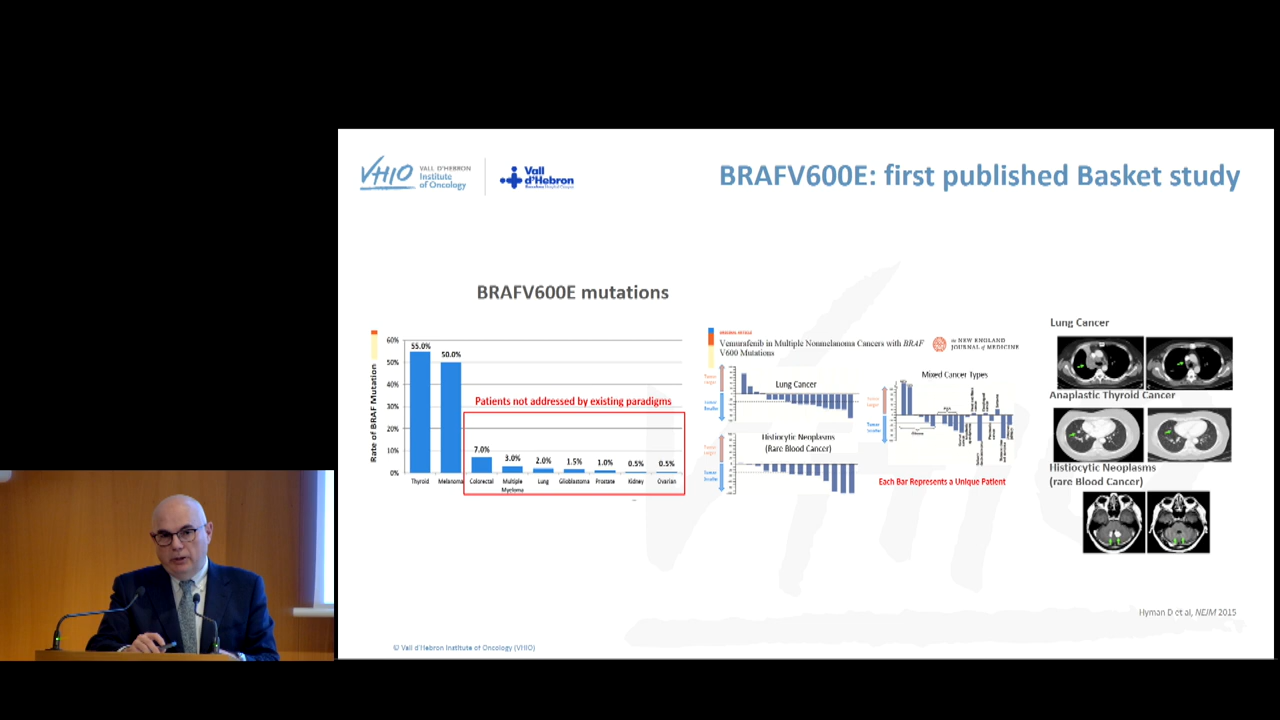 VHIO
VALL D'HEBRON
Institute
of Oncology
Vall
d'Hebron
BRAFV600E: first published Basket study
BRAFV600E mutations
Rate of BRAF Mutation
60%
50%
40%
30%
20%
10%
0%
55.0%
50.0%
Patients not addressed by existing paradigms
7.0%
3.0%
2.0%
1.5%
1.0%
0.5%
0.5%
Thyroid
Melanoma
Colorectal
Multiple
Myeloma
Lung
Glioblastoma
Prostate
Kidney
Ovarian
ORIGINAL ARTICLE
Vemurafenib in Multiple Nonmelanoma Cancers with BRAF
V600 Mutations
The NEW ENGLAND
JOURNAL of MEDICINE
Lung Cancer
Mixed Cancer Types
Histiocytic Neoplasms
(Rare Blood Cancer)
Each Bar Represents a Unique Patient
Lung Cancer
Anaplastic Thyroid Cancer
Histiocytic Neoplasms
(rare Blood Cancer)
Hyman D et al, NEJM 2015
© Vall d'Hebron Institute of Oncology (VHIO)